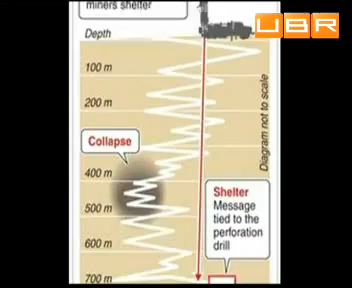 miners shelter
UBR
Depth
100 m
200 m
Diagram not to scale
Collapse
400 m
Shelter
Message
tied to the
perforation
drill
500 m
600 m
700 m